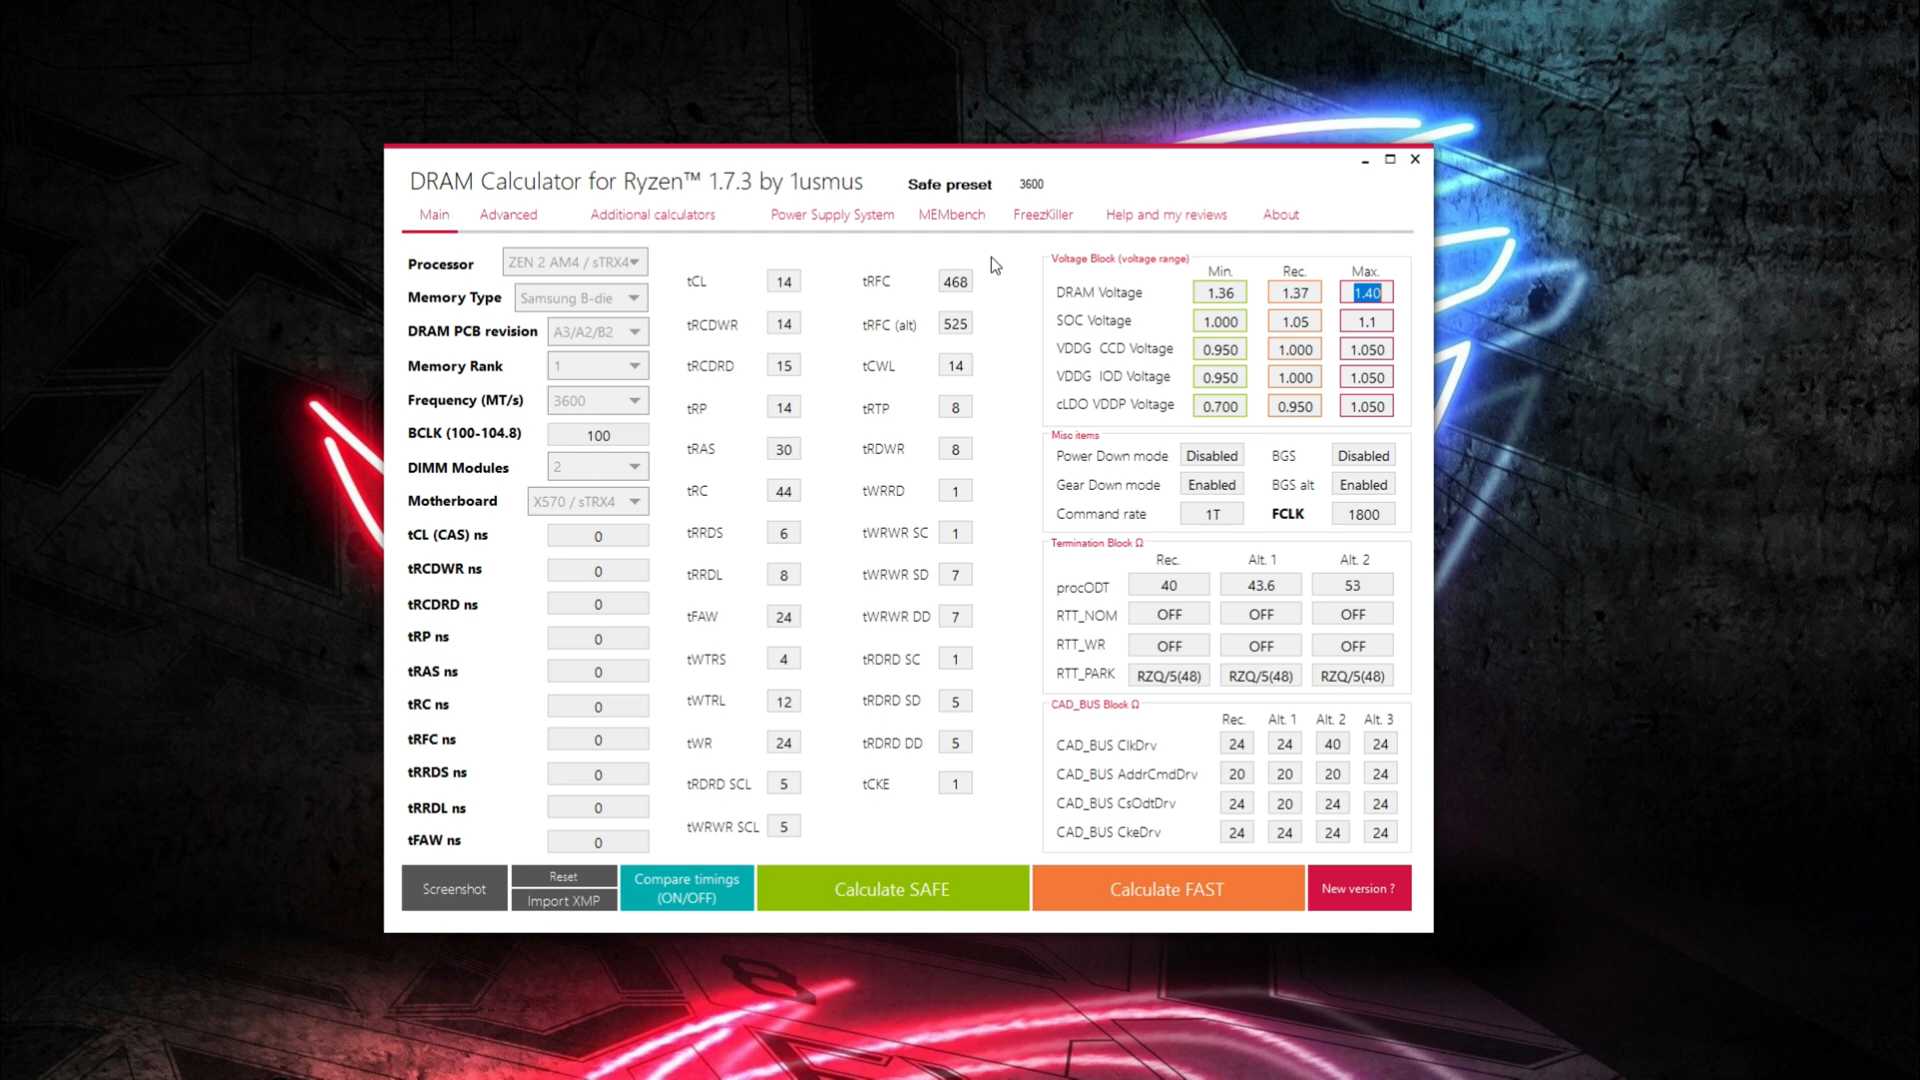 DRAM Calculator for Ryzen™ 1.7.3 by 1usmus Safe preset 3600
Main Advanced Additional calculators Power Supply System MEMbench FreezKiller Help and my reviews About
Processor ZEN 2 AM4 / sTRX4
Memory Type Samsung B-die
DRAM PCB revision A3/A2/B2
Memory Rank 1
Frequency (MT/s) 3600
BCLK (100-104.8) 100
DIMM Modules 2
Motherboard X570 / sTRX4
tCL (CAS) ns 0
tRCDWR ns 0
tRCDRD ns 0
tRP ns 0
tRAS ns 0
tRC ns 0
tRFC ns 0
tRRDS ns 0
tRRDL ns 0
tFAW ns 0
tCL 14
tRCDWR 14
tRCDRD 15
tRP 14
tRAS 30
tRC 44
tRRDS 6
tRRDL 8
tFAW 24
tWTRS 4
tWTRL 12
tWR 24
tRDRD SCL 5
tWRWR SCL 5
tRFC 468
tRFC (alt) 525
tCWL 14
tRTP 8
tRDWR 8
tWRRD 1
tWRWR SC 1
tWRWR SD 7
tWRWR DD 7
tRDRD SC 1
tRDRD SD 5
tRDRD DD 5
tCKE 1
Voltage Block (voltage range)
Min. Rec. Max.
DRAM Voltage 1.36 1.37 1.40
SOC Voltage 1.000 1.05 1.1
VDDG CCD Voltage 0.950 1.000 1.050
VDDG IOD Voltage 0.950 1.000 1.050
cLDO VDDP Voltage 0.700 0.950 1.050
Misc items
Power Down mode Disabled BGS Disabled
Gear Down mode Enabled BGS alt Enabled
Command rate 1T FCLK 1800
Termination Block Ω
Rec. Alt. 1 Alt. 2
procODT 40 43.6 53
RTT_NOM OFF OFF OFF
RTT_WR OFF OFF OFF
RTT_PARK RZQ/5(48) RZQ/5(48) RZQ/5(48)
CAD_BUS Block Ω
Rec. Alt. 1 Alt. 2 Alt. 3
CAD_BUS ClkDrv 24 24 40 24
CAD_BUS AddrCmdDrv 20 20 20 24
CAD_BUS CsOdtDrv 24 20 24 24
CAD_BUS CkeDrv 24 24 24 24
Screenshot
Reset
Import XMP
Compare timings
(ON/OFF)
Calculate SAFE
Calculate FAST
New version ?